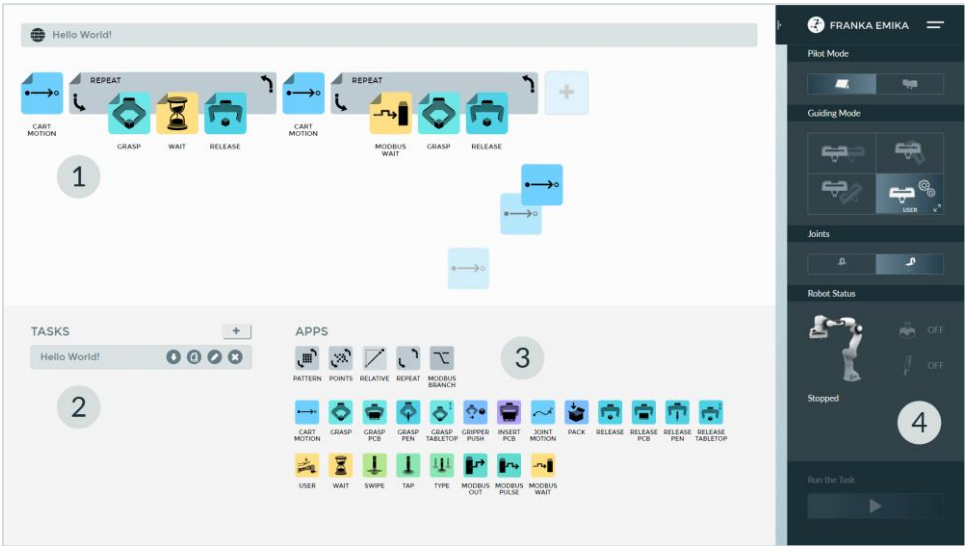 Hello World!
FRANKA EMIKA
Pilot Mode
REPEAT
REPEAT
CART
MOTION
GRASP
WAIT
RELEASE
CART
MOTION
MODBUS
WAIT
GRASP
RELEASE
1
Guiding Mode
USER
Joints
Robot Status
OFF
OFF
Stopped
4
Run the Task
TASKS
+
Hello World!
2
APPS
3
PATTERN
POINTS
RELATIVE
REPEAT
MODBUS
BRANCH
CART
MOTION
GRASP
GRASP
PCB
GRASP
PEN
GRASP
TABLETOP
GRIPPER
PUSH
INSERT
PCB
JOINT
MOTION
PACK
RELEASE
RELEASE
PCB
RELEASE
PEN
RELEASE
TABLETOP
USER
WAIT
SWIPE
TAP
TYPE
MODBUS
OUT
MODBUS
PULSE
MODBUS
WAIT